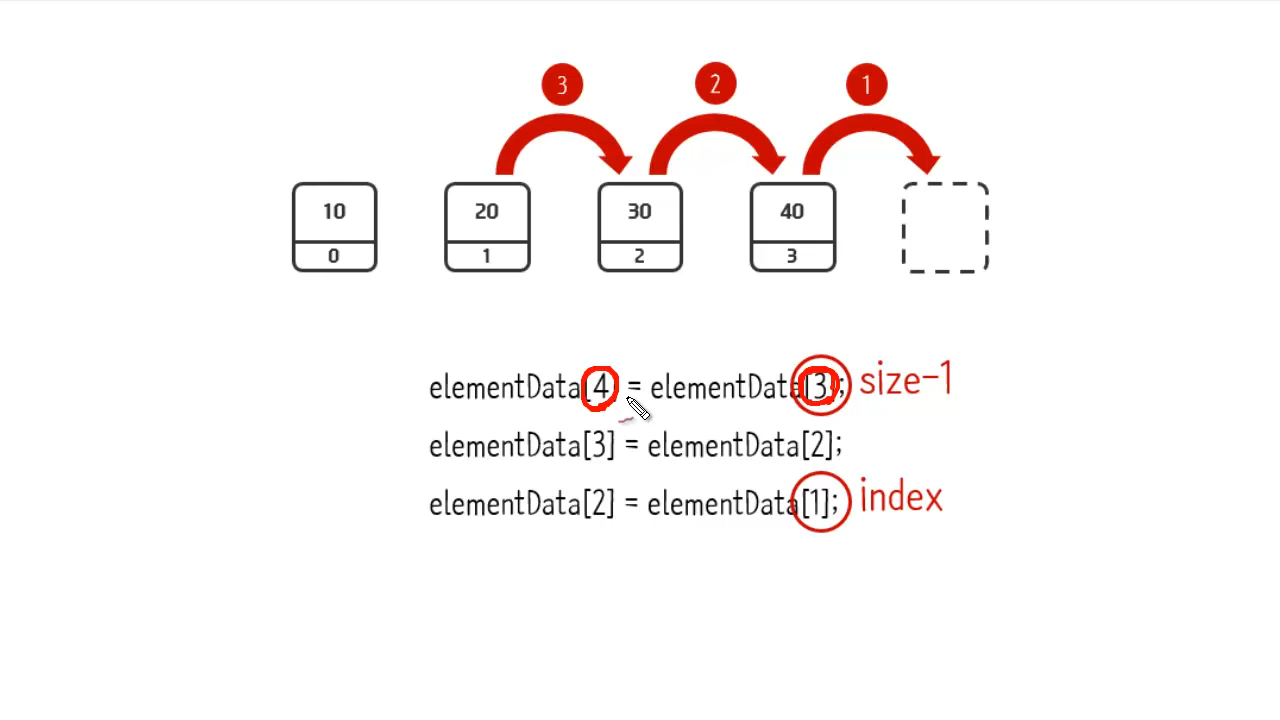 3 2 1
10 20 30 40
0 1 2 3
elementData[4] = elementData[3]; size-1
elementData[3] = elementData[2];
elementData[2] = elementData[1]; index